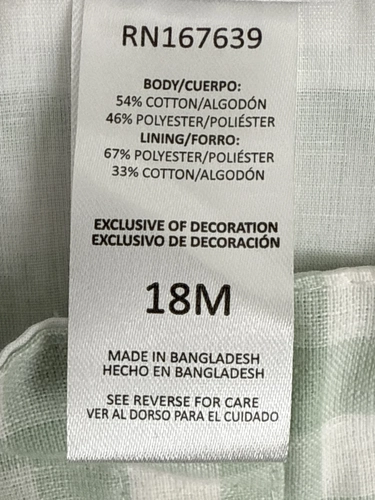 RN167639
BODY/CUERPO:
54% COTTON/ALGODÓN
46% POLYESTER/POLIÉSTER
LINING/FORRO:
67% POLYESTER/POLIÉSTER
33% COTTON/ALGODÓN
EXCLUSIVE OF DECORATION
EXCLUSIVO DE DECORACIÓN
18M
MADE IN BANGLADESH
HECHO EN BANGLADESH
SEE REVERSE FOR CARE
VER AL DORSO PARA EL CUIDADO